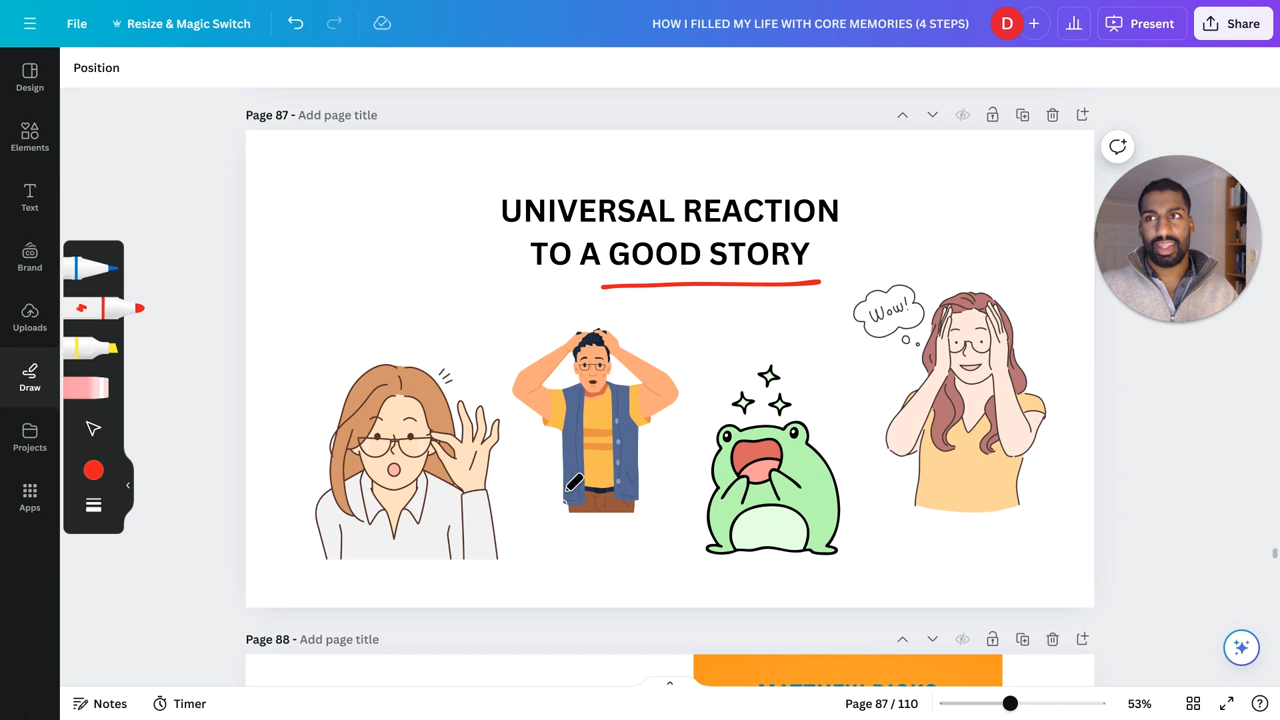 File
Resize & Magic Switch
HOW I FILLED MY LIFE WITH CORE MEMORIES (4 STEPS)
D
Present
Share
Position
Design
Elements
Text
Brand
Uploads
Draw
Projects
Apps
Page 87 - Add page title
UNIVERSAL REACTION
TO A GOOD STORY
Wow!
Page 88 - Add page title
Notes
Timer
Page 87 / 110
53%